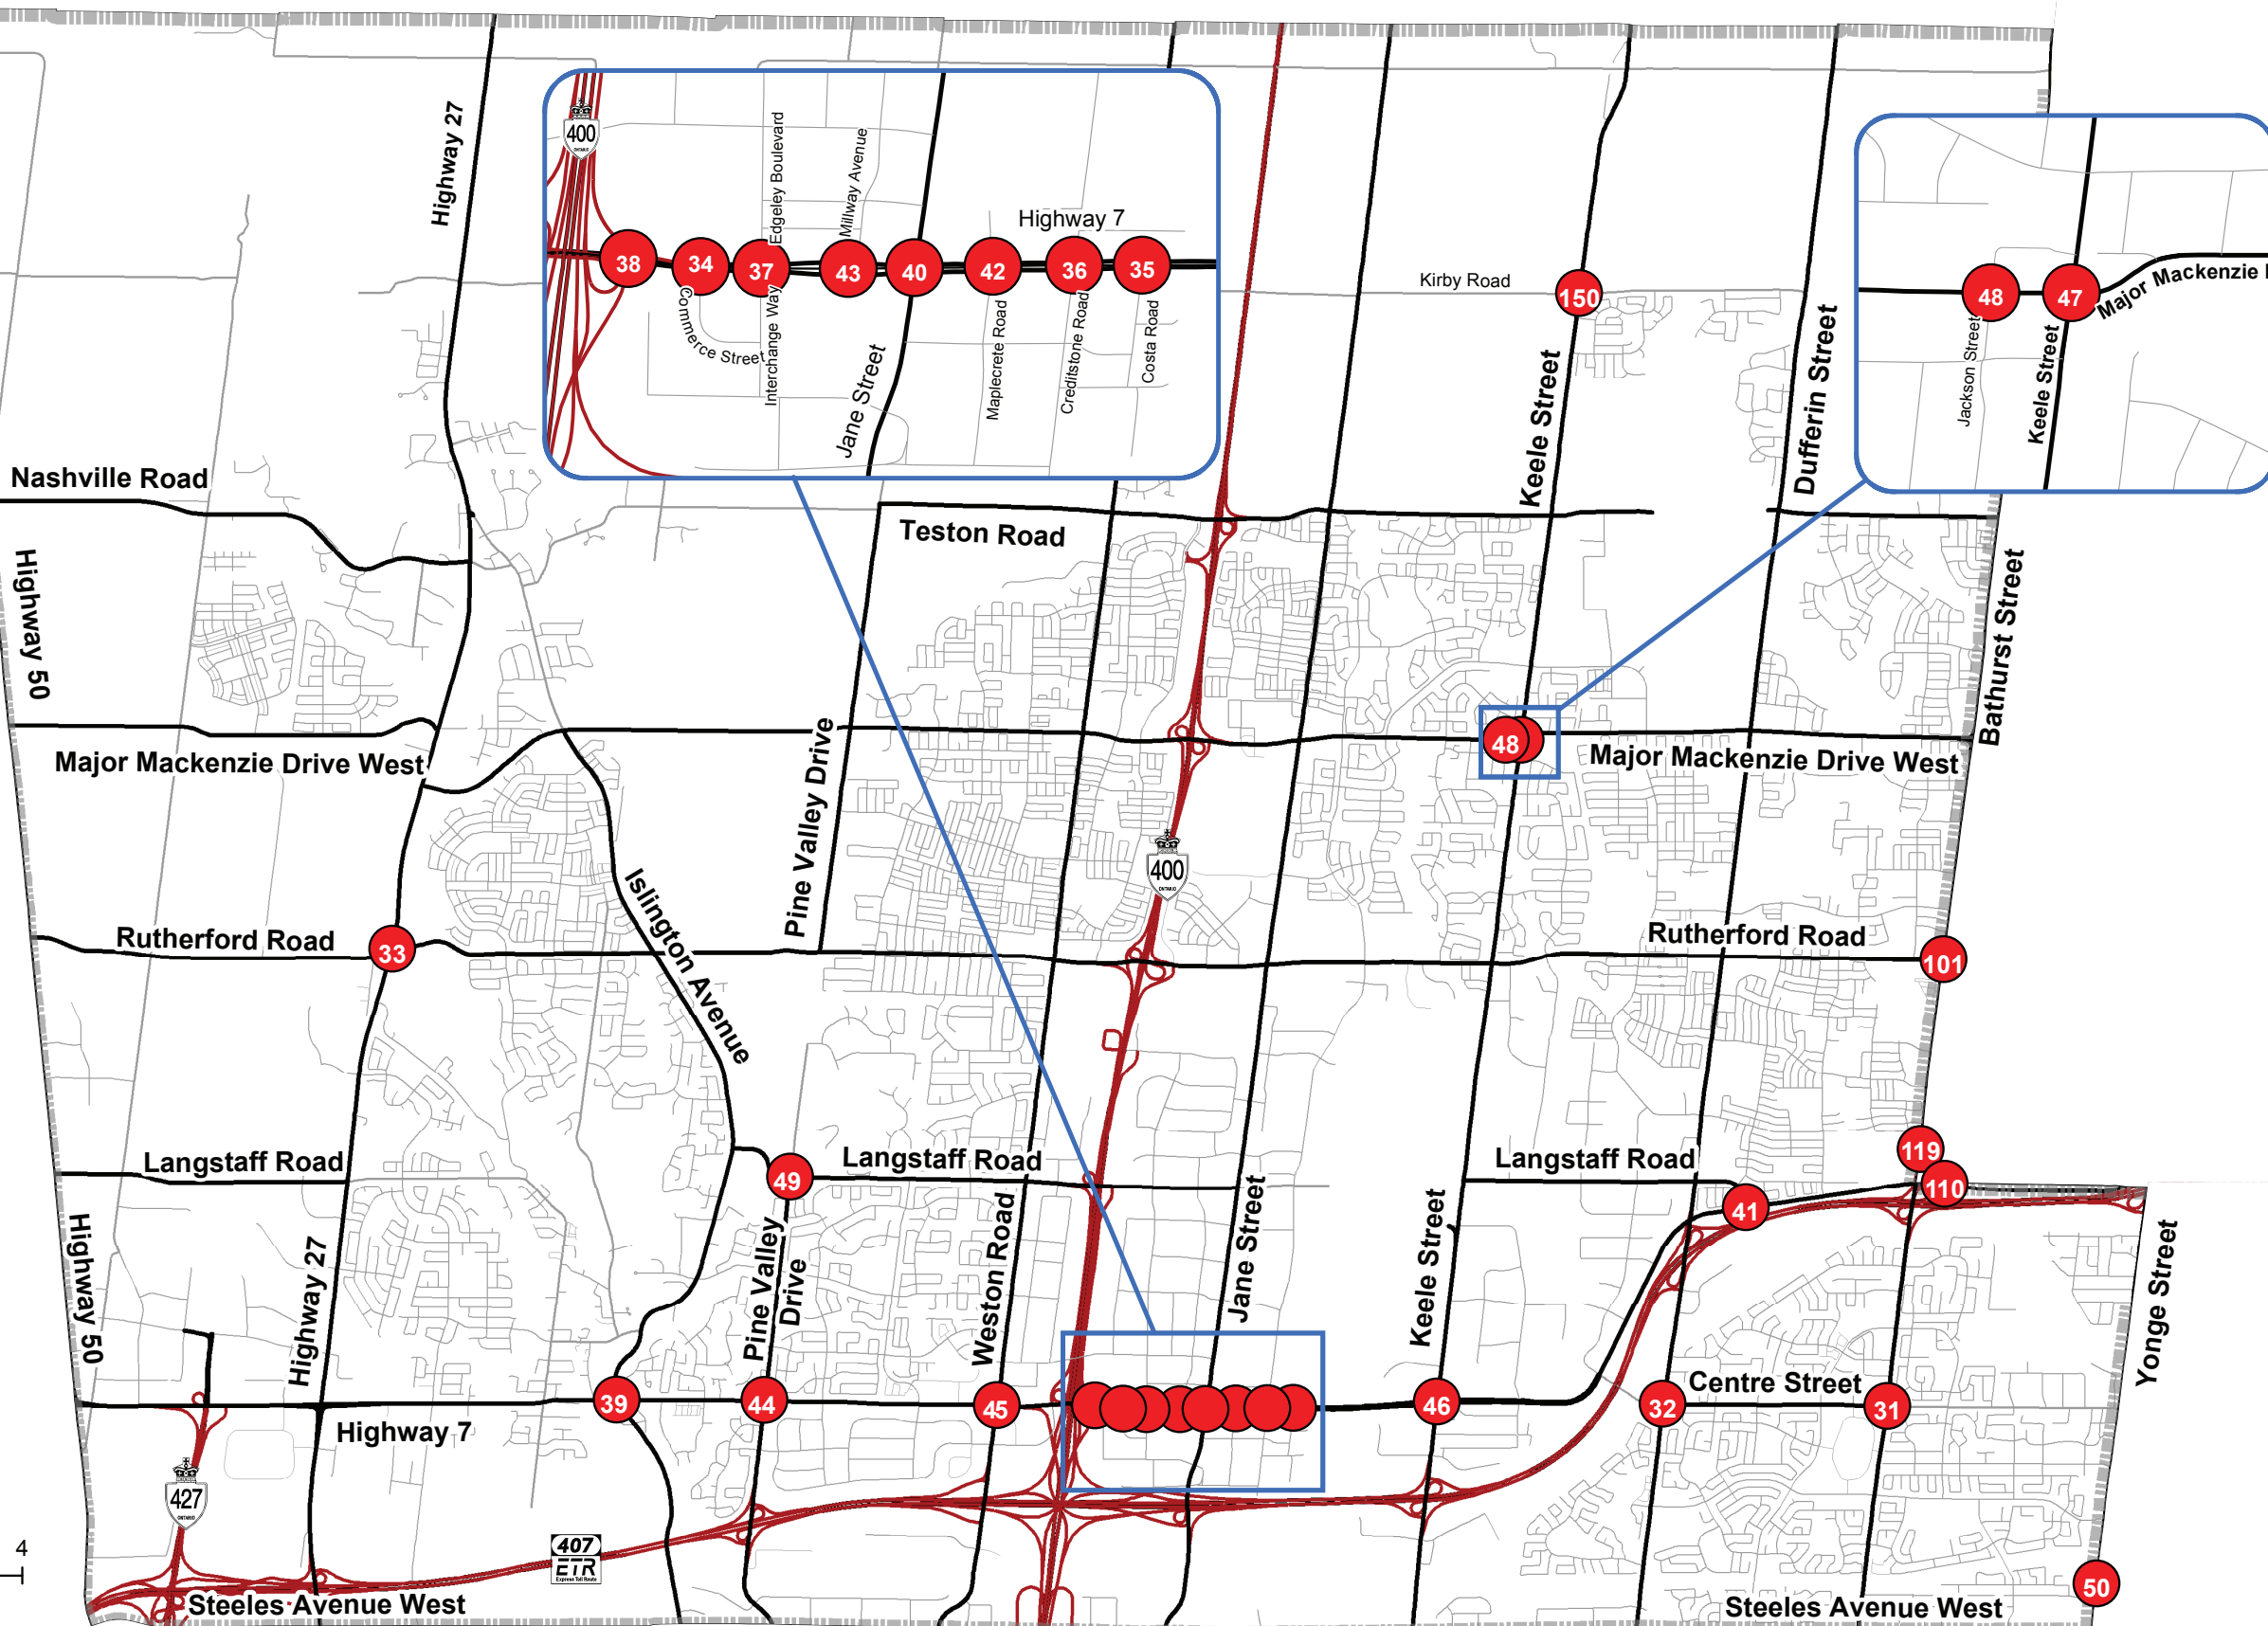 Highway 27
400
ONTARIO
Edgeley Boulevard
Millway Avenue
Highway 7
38
34
37
43
40
42
36
35
Commerce Street
Interchange Way
Jane Street
Maplecrete Road
Creditstone Road
Costa Road
Kirby Road
150
48
47
Major Mackenzie
Jackson Street
Keele Street
Keele Street
Dufferin Street
Nashville Road
Teston Road
Highway 50
Bathurst Street
Major Mackenzie Drive West
Pine Valley Drive
48
Major Mackenzie Drive West
400
ONTARIO
Islington Avenue
Rutherford Road
33
Rutherford Road
101
119
110
Langstaff Road
49
Langstaff Road
Langstaff Road
41
Highway 50
Highway 27
Pine Valley
Drive
Weston Road
Jane Street
Keele Street
Yonge Street
39
44
45
46
32
Centre Street
31
Highway 7
427
ONTARIO
407
ETR
Express Toll Route
4
50
Steeles Avenue West
Steeles Avenue West